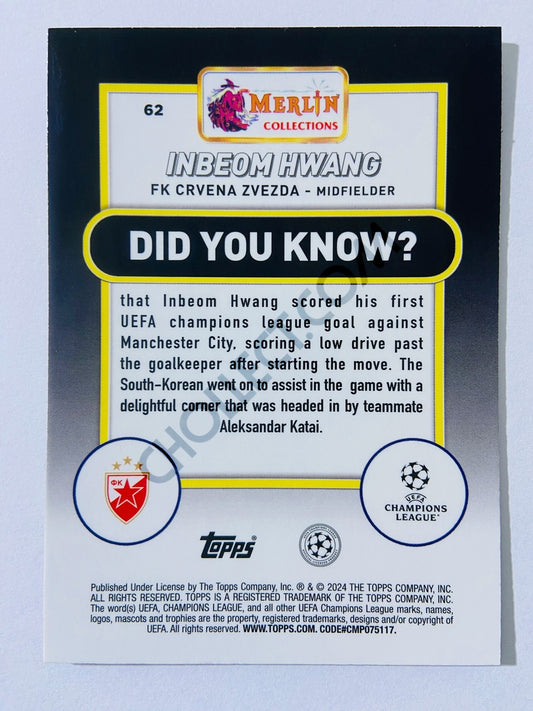 62
MERLIN
COLLECTIONS
INBEOM HWANG
FK CRVENA ZVEZDA - MIDFIELDER
DID YOU KNOW?
that Inbeom Hwang scored his first
UEFA champions league goal against
Manchester City, scoring a low drive past
the goalkeeper after starting the move. The
South-Korean went on to assist in the game with a
delightful corner that was headed in by teammate
Aleksandar Katai.
CHOLLECT.COM
ФК
UEFA
CHAMPIONS
LEAGUE®
topps®
Published Under License by The Topps Company, Inc. ® & © 2024 THE TOPPS COMPANY, INC.
ALL RIGHTS RESERVED. TOPPS IS A REGISTERED TRADEMARK OF THE TOPPS COMPANY, INC.
The word(s) UEFA, CHAMPIONS LEAGUE, and all other UEFA Champions League marks, names,
logos, mascots and trophies are the property, registered trademarks, designs and/or copyright of
UEFA. All rights reserved. WWW.TOPPS.COM. CODE#CMP075117.